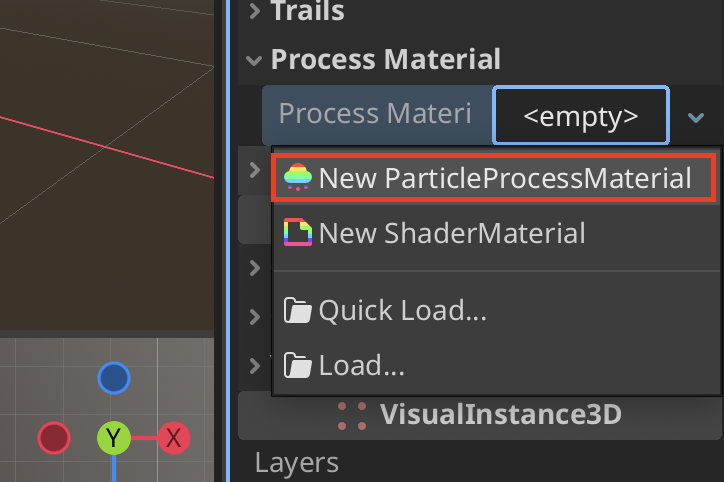 Trails
Process Material
Process Materi <empty>
New ParticleProcessMaterial
New ShaderMaterial
Quick Load...
Load...
VisualInstance3D
Y X
Layers